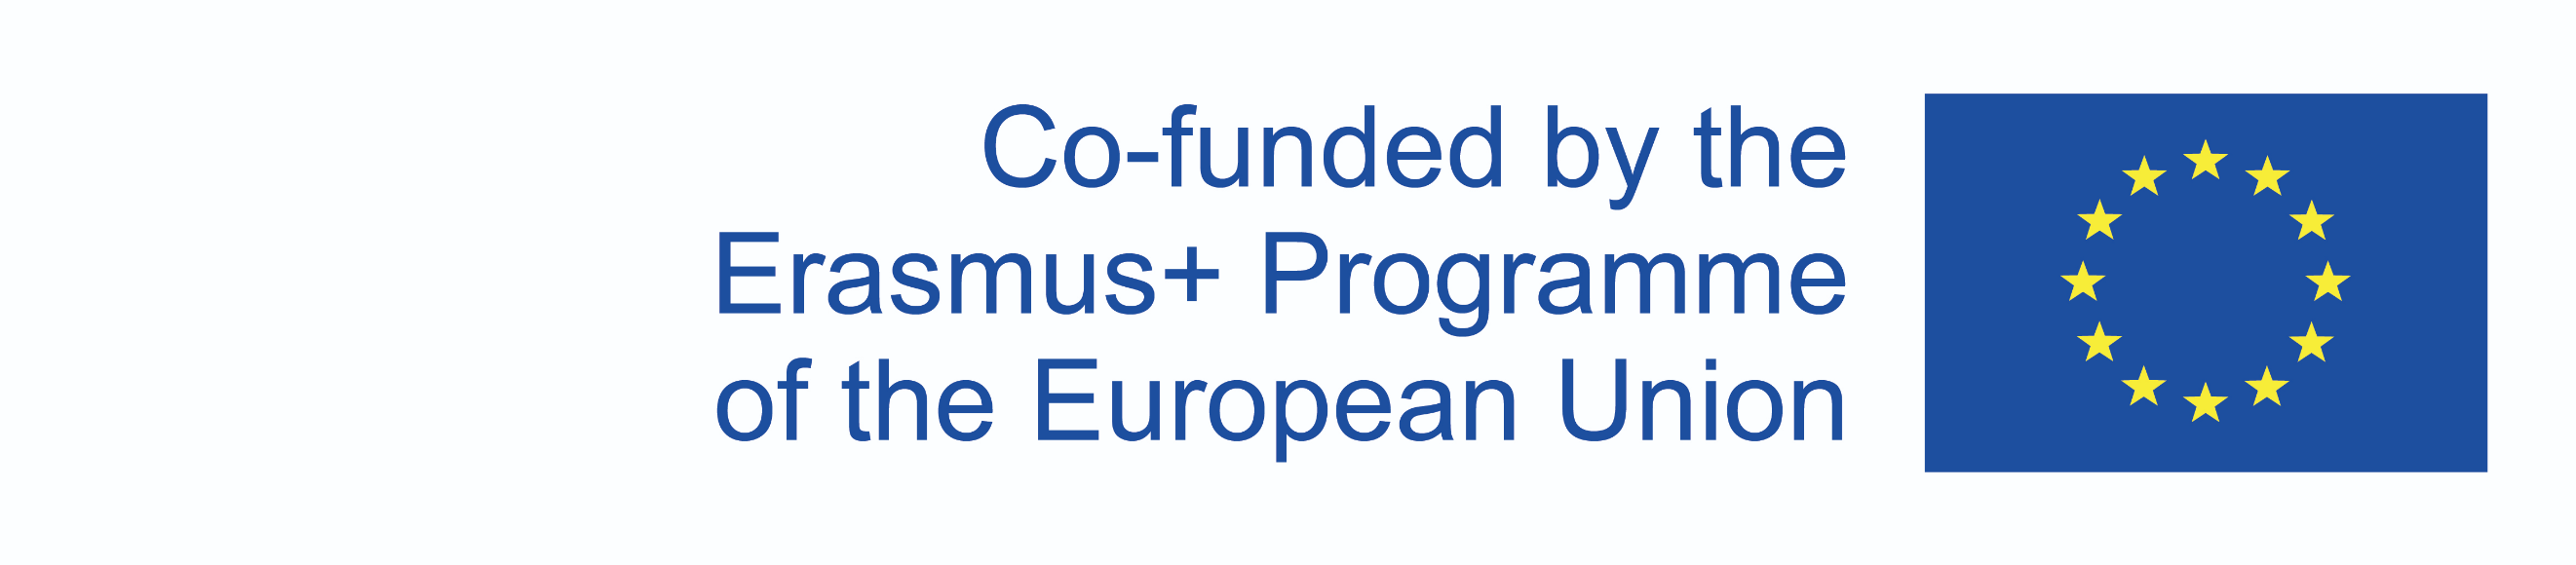 Co-funded by the
Erasmus+ Programme
of the European Union